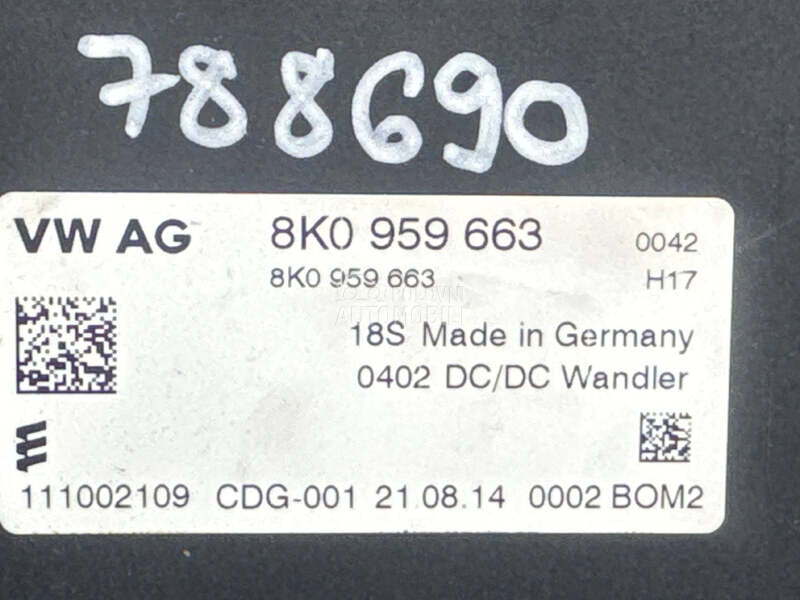 788690
VW AG 8K0 959 663 0042
8K0 959 663 H17
18S Made in Germany
0402 DC/DC Wandler
111002109 CDG-001 21.08.14 0002 BOM2